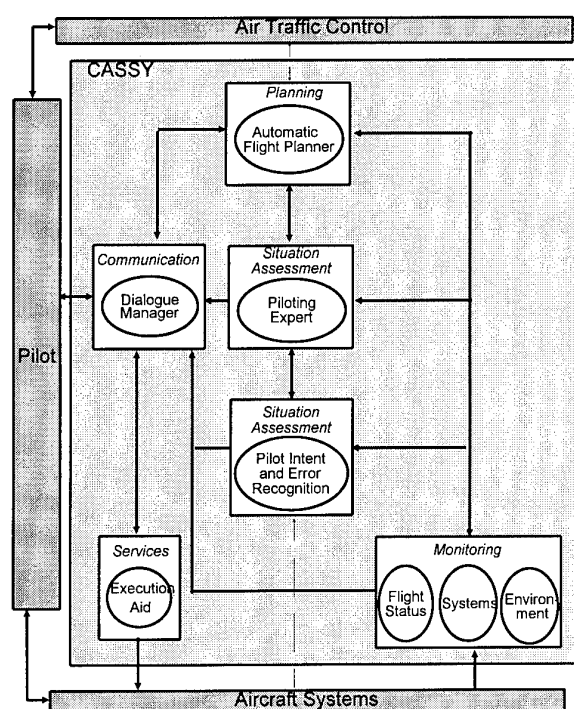 Air Traffic Control
CASSY
Planning
Automatic
Flight Planner
Communication
Dialogue
Manager
Situation
Assessment
Piloting
Expert
Pilot
Situation
Assessment
Pilot Intent
and Error
Recognition
Services
Execution
Aid
Monitoring
Flight
Status
Systems
Environ-
ment
Aircraft Systems